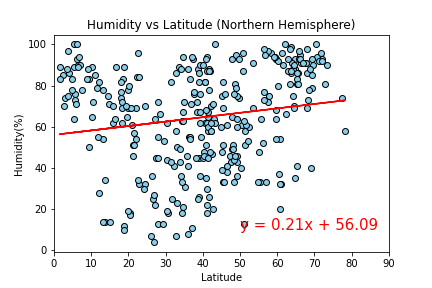 Humidity vs Latitude (Northern Hemisphere)
100
80
60
40
20
0
Humidity(%)
y = 0.21x + 56.09
0 10 20 30 40 50 60 70 80 90
Latitude